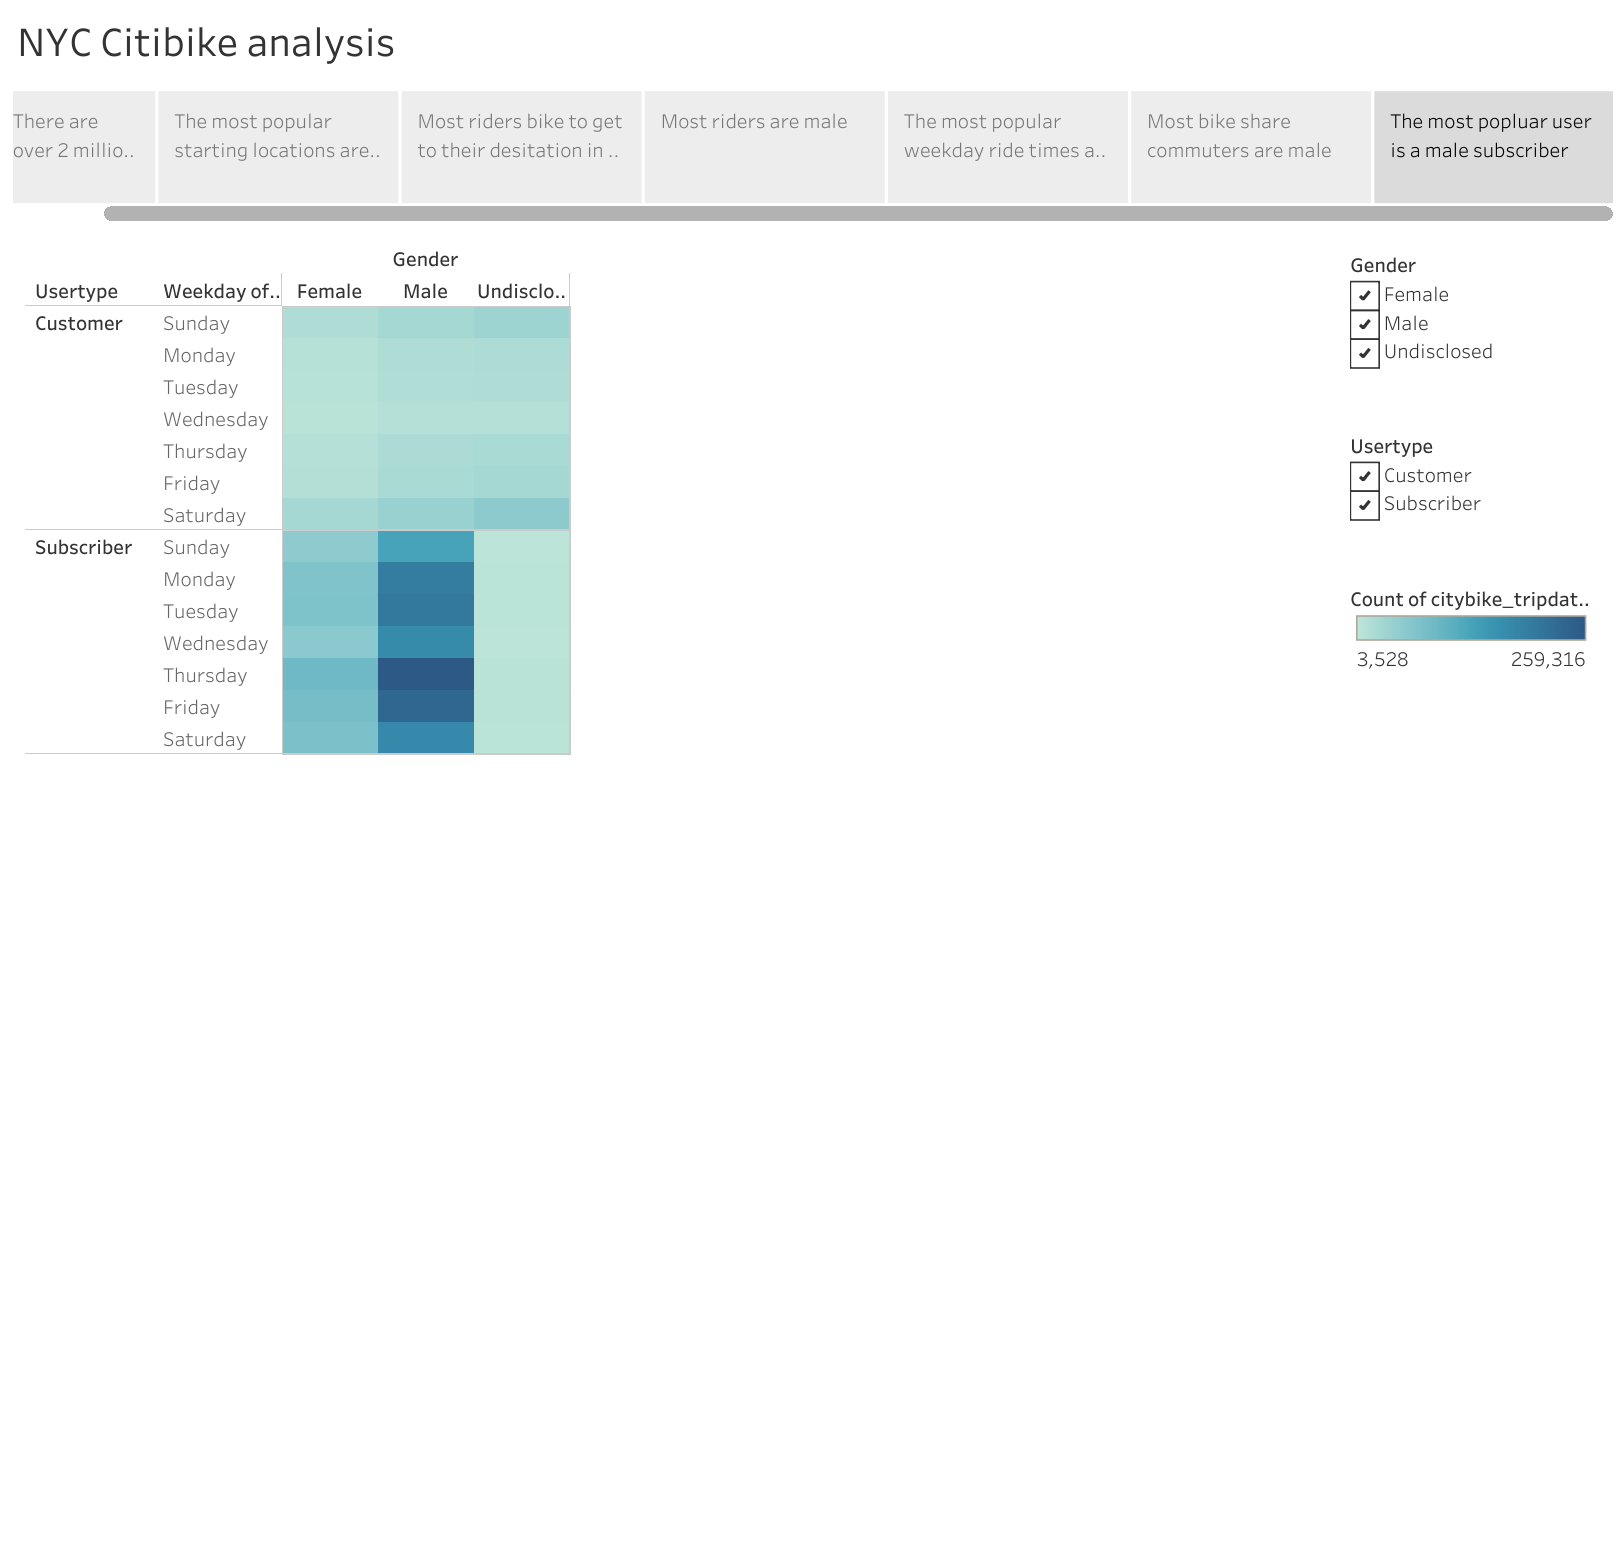 NYC Citibike analysis
There are
over 2 millio..
The most popular
starting locations are..
Most riders bike to get
to their desitation in ..
Most riders are male
The most popular
weekday ride times a..
Most bike share
commuters are male
The most popluar user
is a male subscriber
Gender
Usertype Weekday of.. Female Male Undisclo..
Customer Sunday
Monday
Tuesday
Wednesday
Thursday
Friday
Saturday
Subscriber Sunday
Monday
Tuesday
Wednesday
Thursday
Friday
Saturday
Gender
Female
Male
Undisclosed
Usertype
Customer
Subscriber
Count of citybike_tripdat..
3,528 259,316